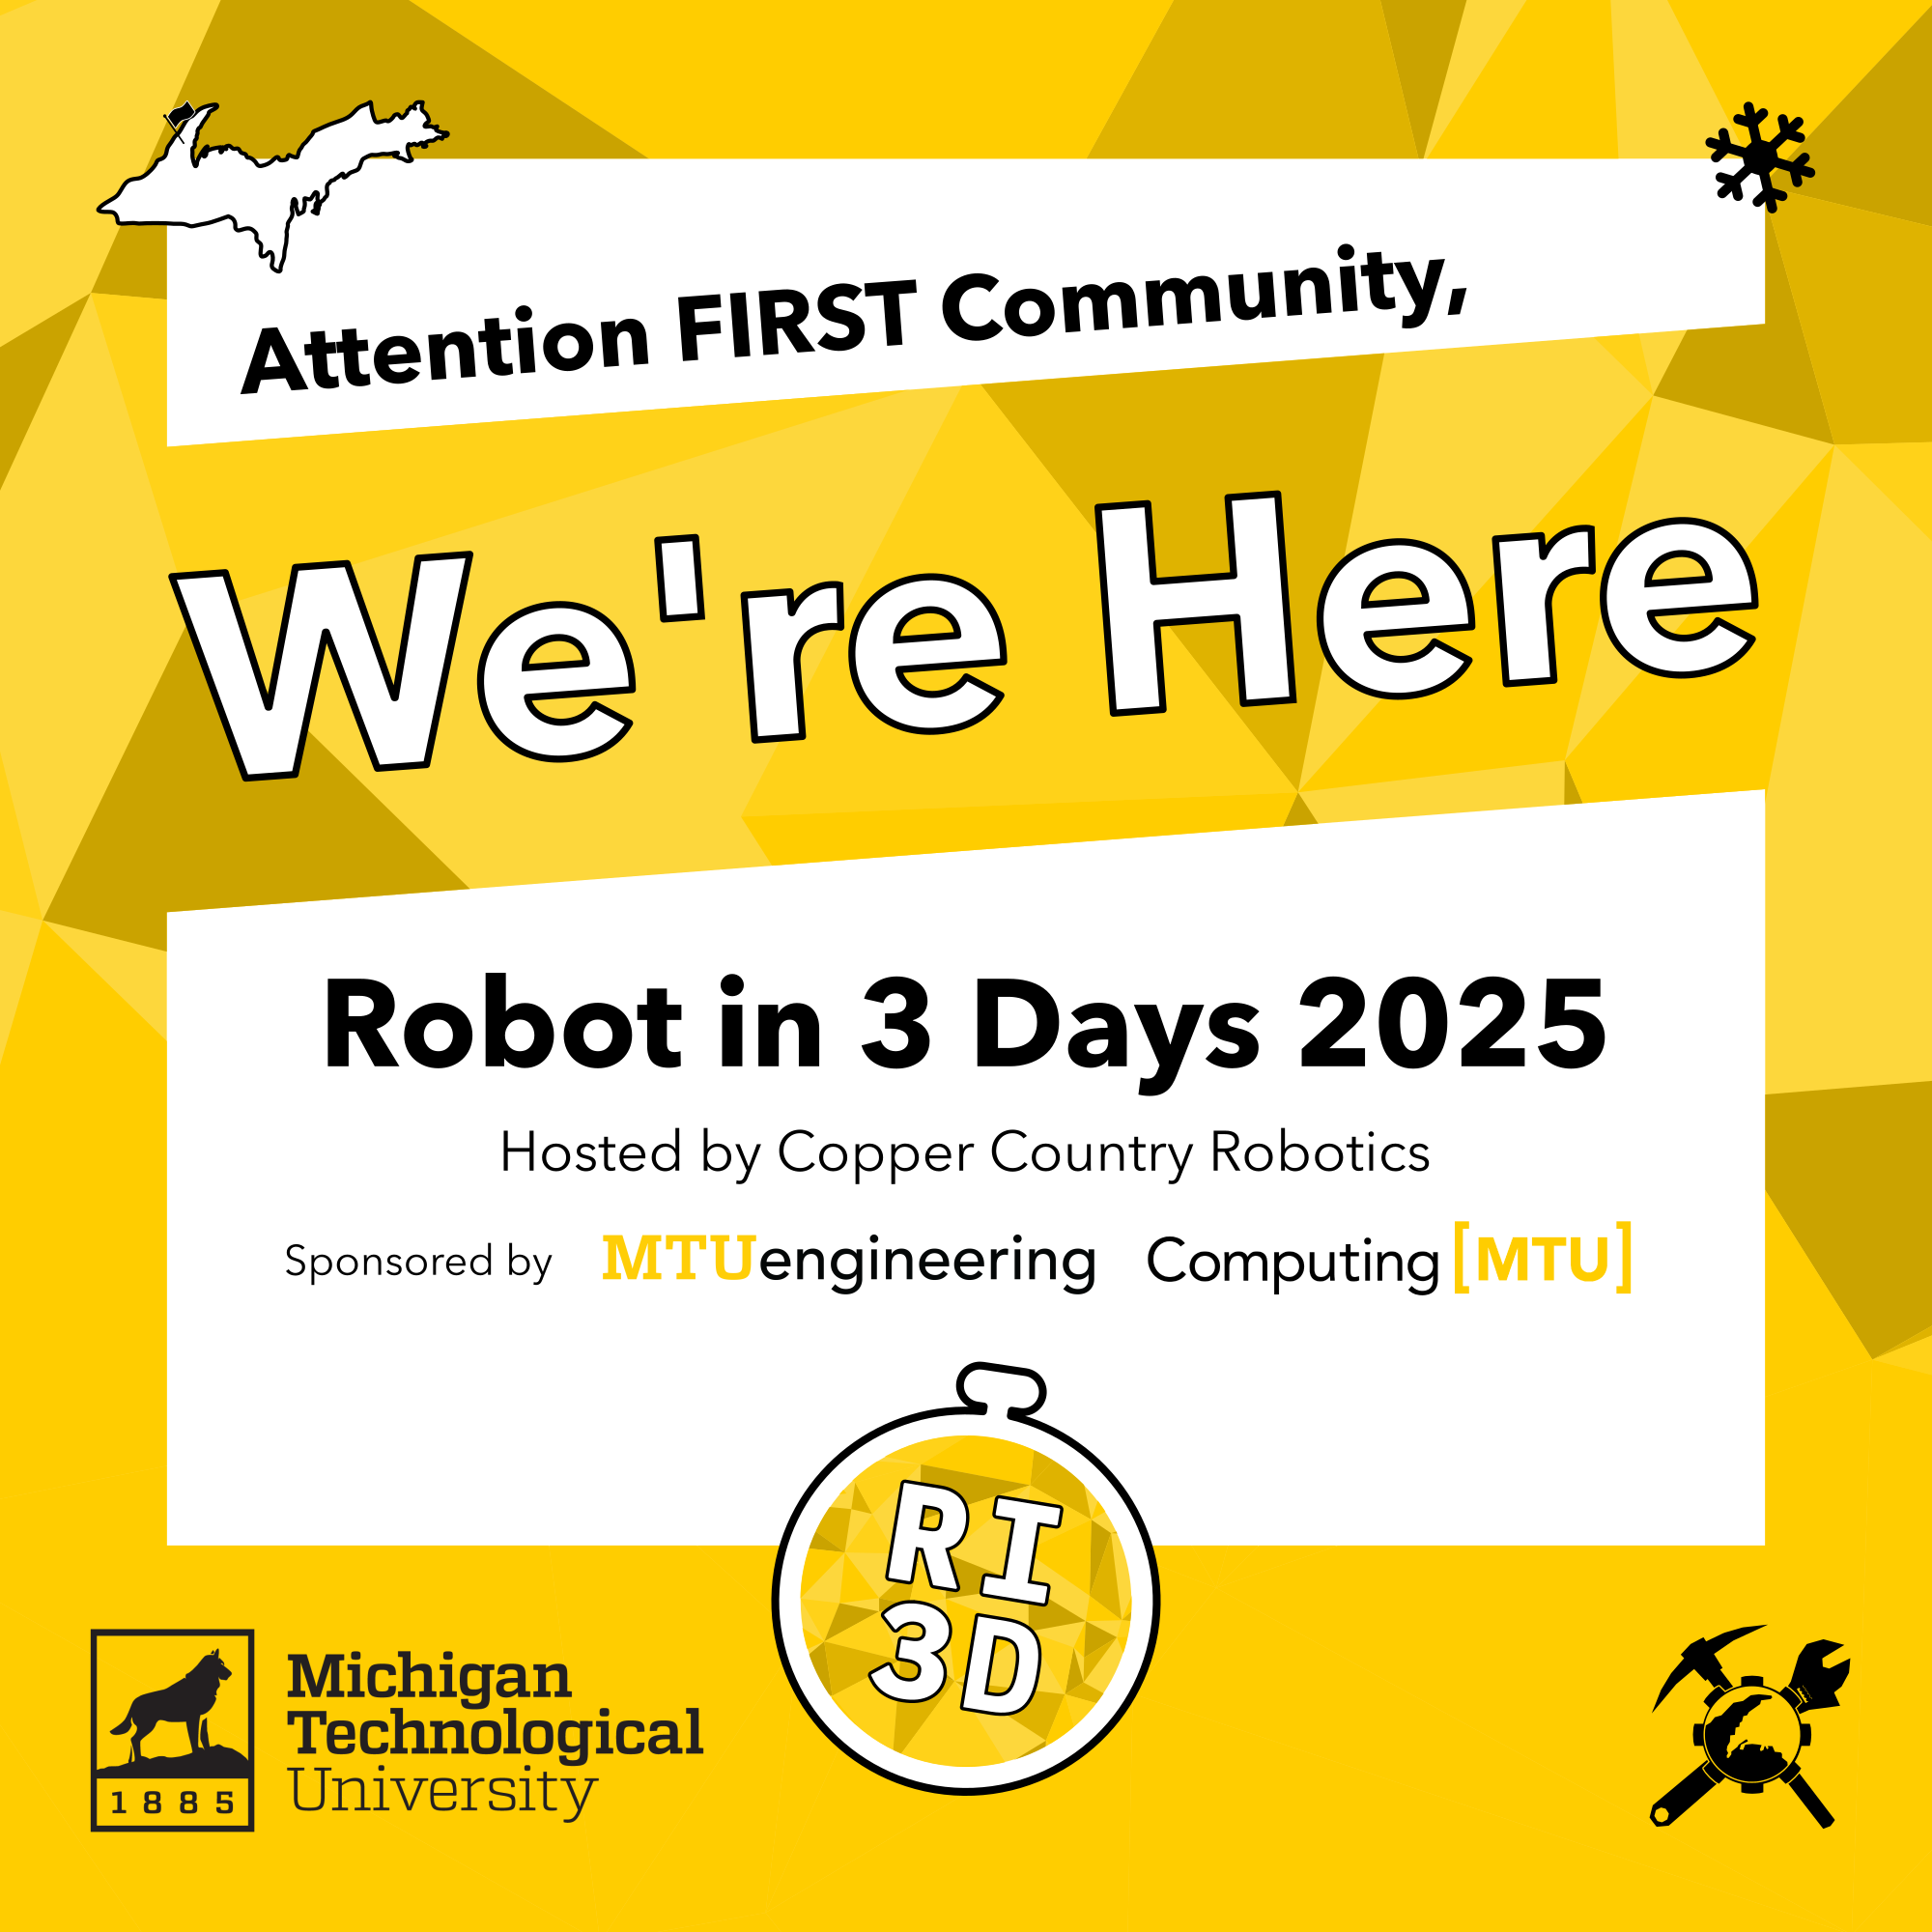 Attention FIRST Community,
We're Here
Robot in 3 Days 2025
Hosted by Copper Country Robotics
Sponsored by MTUengineering Computing[MTU]
RI
3D
Michigan
Technological
University
1885